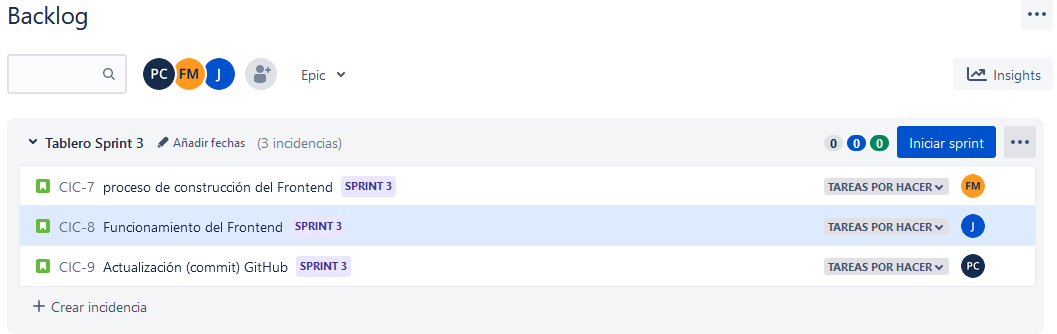 Backlog
PC FM J Epic Insights
Tablero Sprint 3 Añadir fechas (3 incidencias) 0 0 0 Iniciar sprint
CIC-7 proceso de construcción del Frontend SPRINT 3 TAREAS POR HACER FM
CIC-8 Funcionamiento del Frontend SPRINT 3 TAREAS POR HACER J
CIC-9 Actualización (commit) GitHub SPRINT 3 TAREAS POR HACER PC
+ Crear incidencia